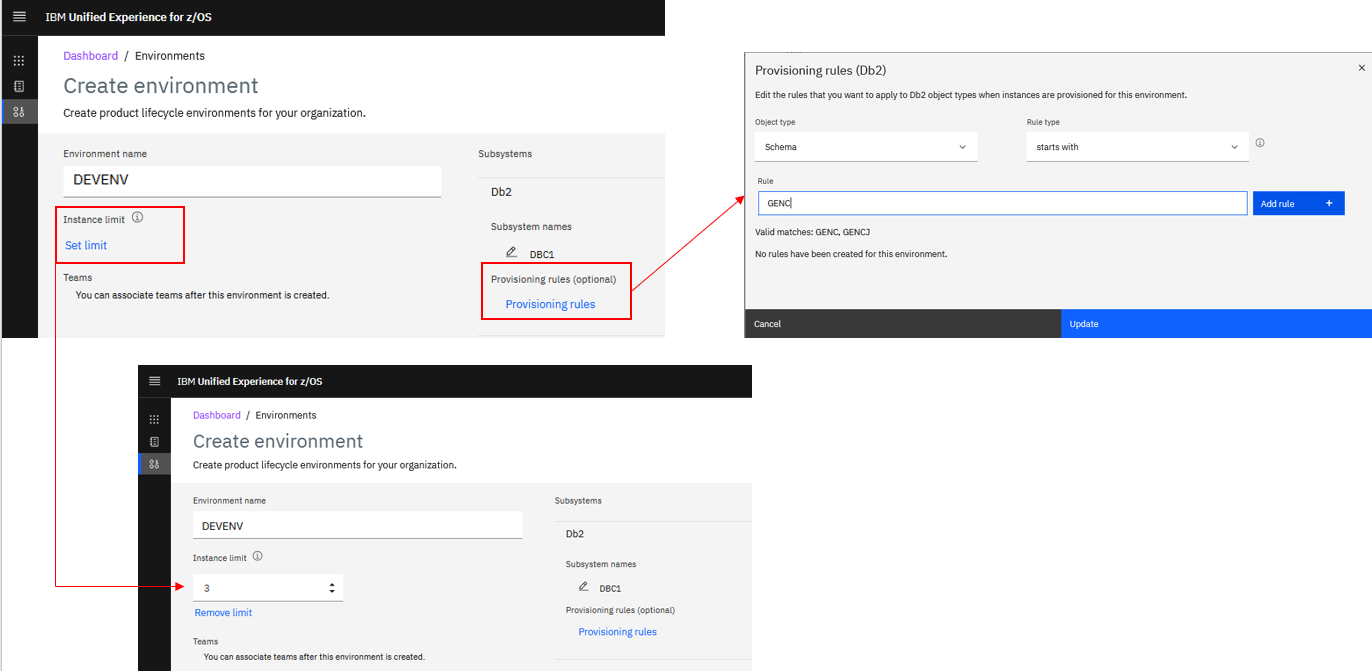 IBM Unified Experience for z/OS
Dashboard / Environments
Create environment
Create product lifecycle environments for your organization.
Environment name
DEVENV
Instance limit
Set limit
Teams
You can associate teams after this environment is created.
Subsystems
Db2
Subsystem names
DBC1
Provisioning rules (optional)
Provisioning rules
Provisioning rules (Db2)
Edit the rules that you want to apply to Db2 object types when instances are provisioned for this environment.
Object type
Rule type
Schema
starts with
Rule
GENC
Add rule +
Valid matches: GENC, GENCJ
No rules have been created for this environment.
Cancel
Update
IBM Unified Experience for z/OS
Dashboard / Environments
Create environment
Create product lifecycle environments for your organization.
Environment name
DEVENV
Instance limit
3
Remove limit
Teams
You can associate teams after this environment is created.
Subsystems
Db2
Subsystem names
DBC1
Provisioning rules (optional)
Provisioning rules